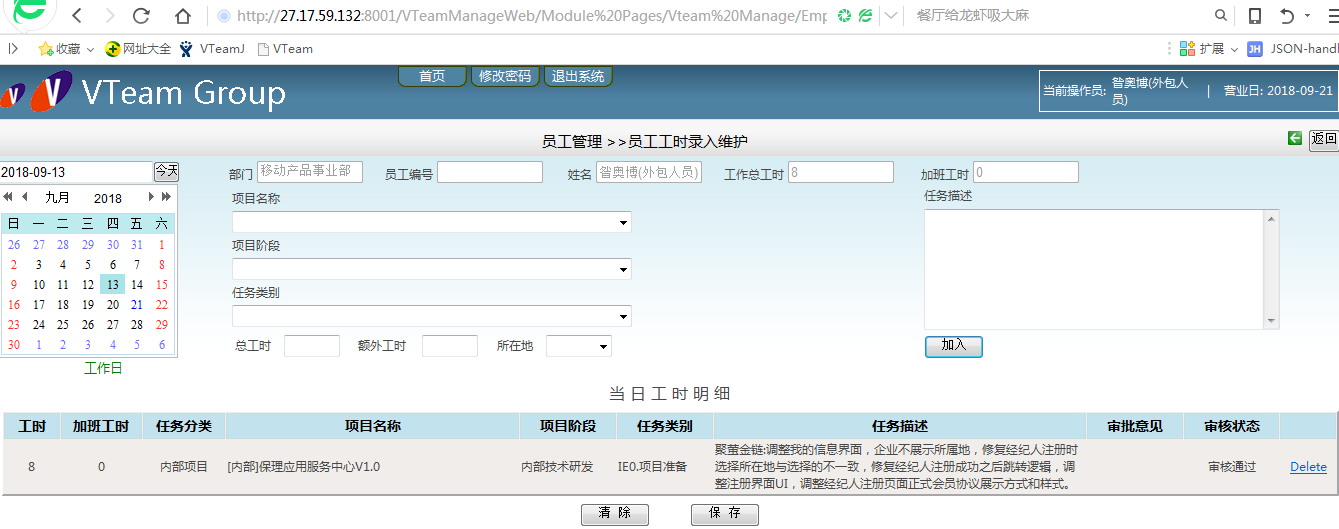 http://27.17.59.132:8001/VTeamManageWeb/Module%20Pages/Vteam%20Manage/Emp
餐厅给龙虾吸大麻
收藏 网址大全 VTeamJ VTeam 扩展 JH JSON-handl
VTeam Group
首页 修改密码 退出系统
当前操作员: 昝奥博(外包人员) | 营业日: 2018-09-21
员工管理 >>员工工时录入维护
返回
2018-09-13 今天
部门 移动产品事业部 员工编号 姓名 昝奥博(外包人员) 工作总工时 8 加班工时 0
九月 2018
日 一 二 三 四 五 六
26 27 28 29 30 31 1
2 3 4 5 6 7 8
9 10 11 12 13 14 15
16 17 18 19 20 21 22
23 24 25 26 27 28 29
30 1 2 3 4 5 6
工作日
项目名称
项目阶段
任务类别
总工时 额外工时 所在地
任务描述
加入
当日工时明细
工时 加班工时 任务分类 项目名称 项目阶段 任务类别 任务描述 审批意见 审核状态
8 0 内部项目 [内部]保理应用服务中心V1.0 内部技术研发 IE0.项目准备
聚萤金链:调整我的信息界面，企业不展示所属地，修复经纪人注册时
选择所在地与选择的不一致，修复经纪人注册成功之后跳转逻辑，调
整注册界面UI，调整经纪人注册页面正式会员协议展示方式和样式。
审核通过 Delete
清 除 保 存